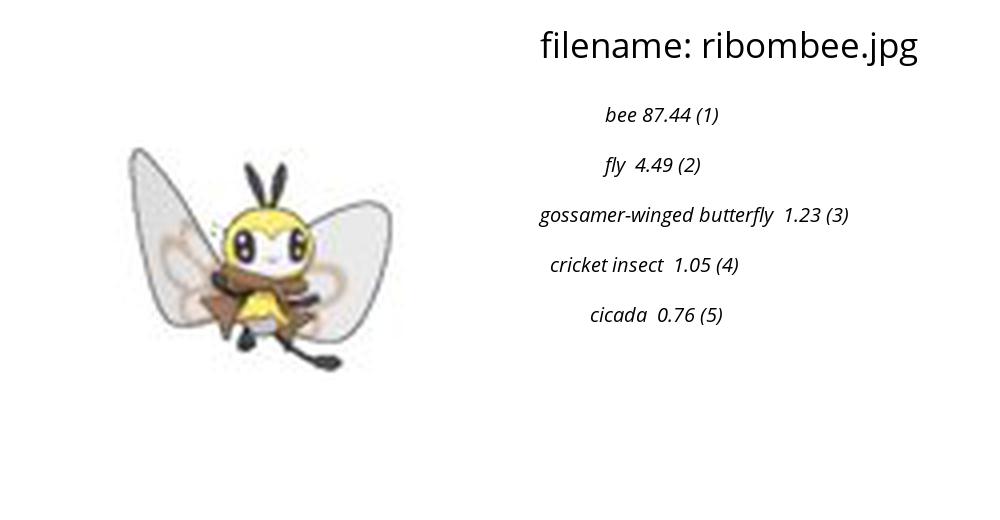 filename: ribombee.jpg
bee 87.44 (1)
fly 4.49 (2)
gossamer-winged butterfly 1.23 (3)
cricket insect 1.05 (4)
cicada 0.76 (5)